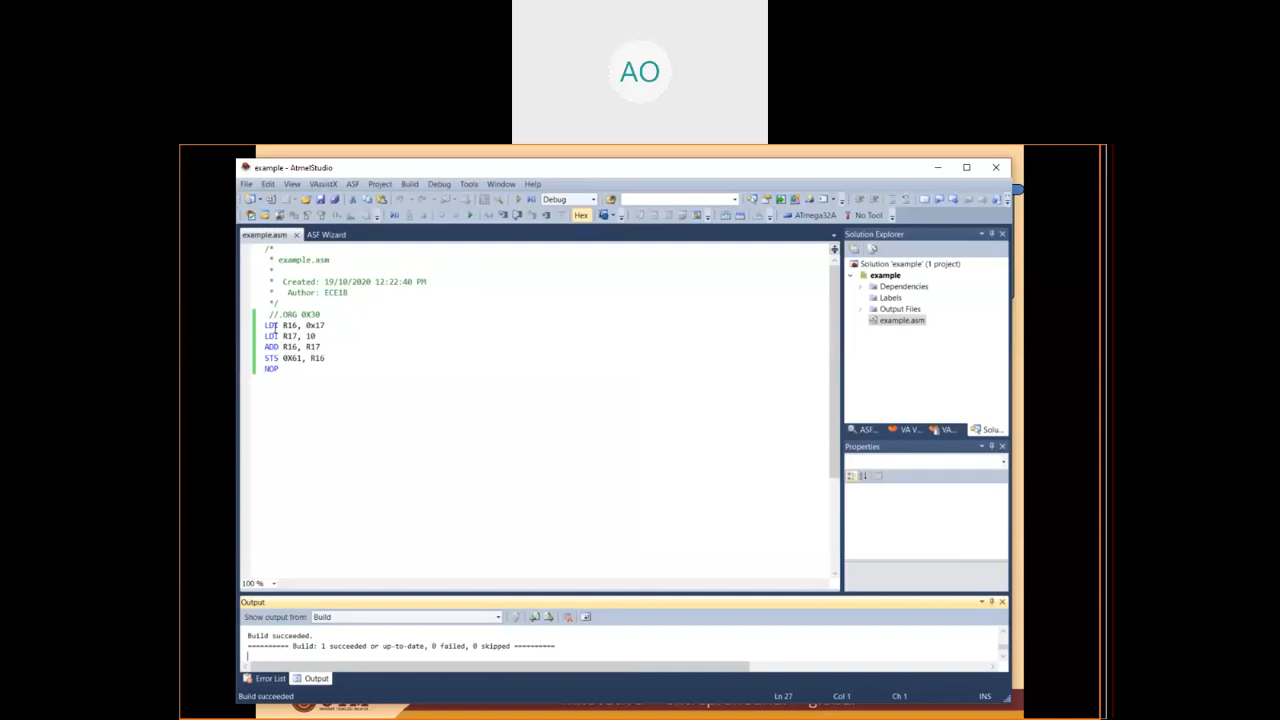 AO
example - AtmelStudio
File Edit View VAssistX ASF Project Build Debug Tools Window Help
Debug
Hex ATmega32A No Tool
example.asm ASF Wizard
/*
* example.asm
*
* Created: 19/10/2020 12:22:40 PM
* Author: ECE18
*/
//.ORG 0X30
LDI R16, 0x17
LDI R17, 10
ADD R16, R17
STS 0X61, R16
NOP
100 %
Solution Explorer
Solution 'example' (1 project)
example
Dependencies
Labels
Output Files
example.asm
ASF... VA V... VA... Solu...
Properties
Output
Show output from: Build
Build succeeded.
========== Build: 1 succeeded or up-to-date, 0 failed, 0 skipped ==========
Error List Output
Build succeeded Ln 27 Col 1 Ch 1 INS